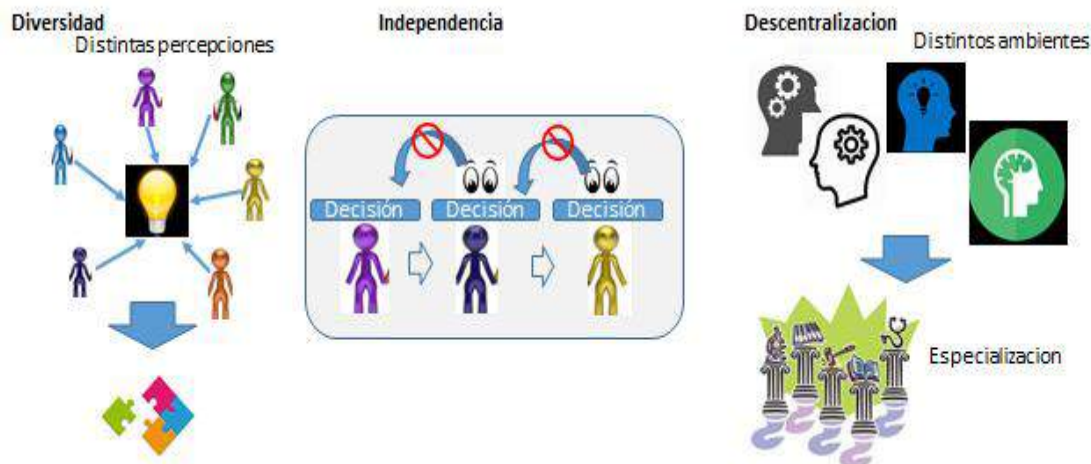 Diversidad
Distintas percepciones
Independencia
Decisión
Decisión
Decisión
Descentralizacion
Distintos ambientes
Especializacion